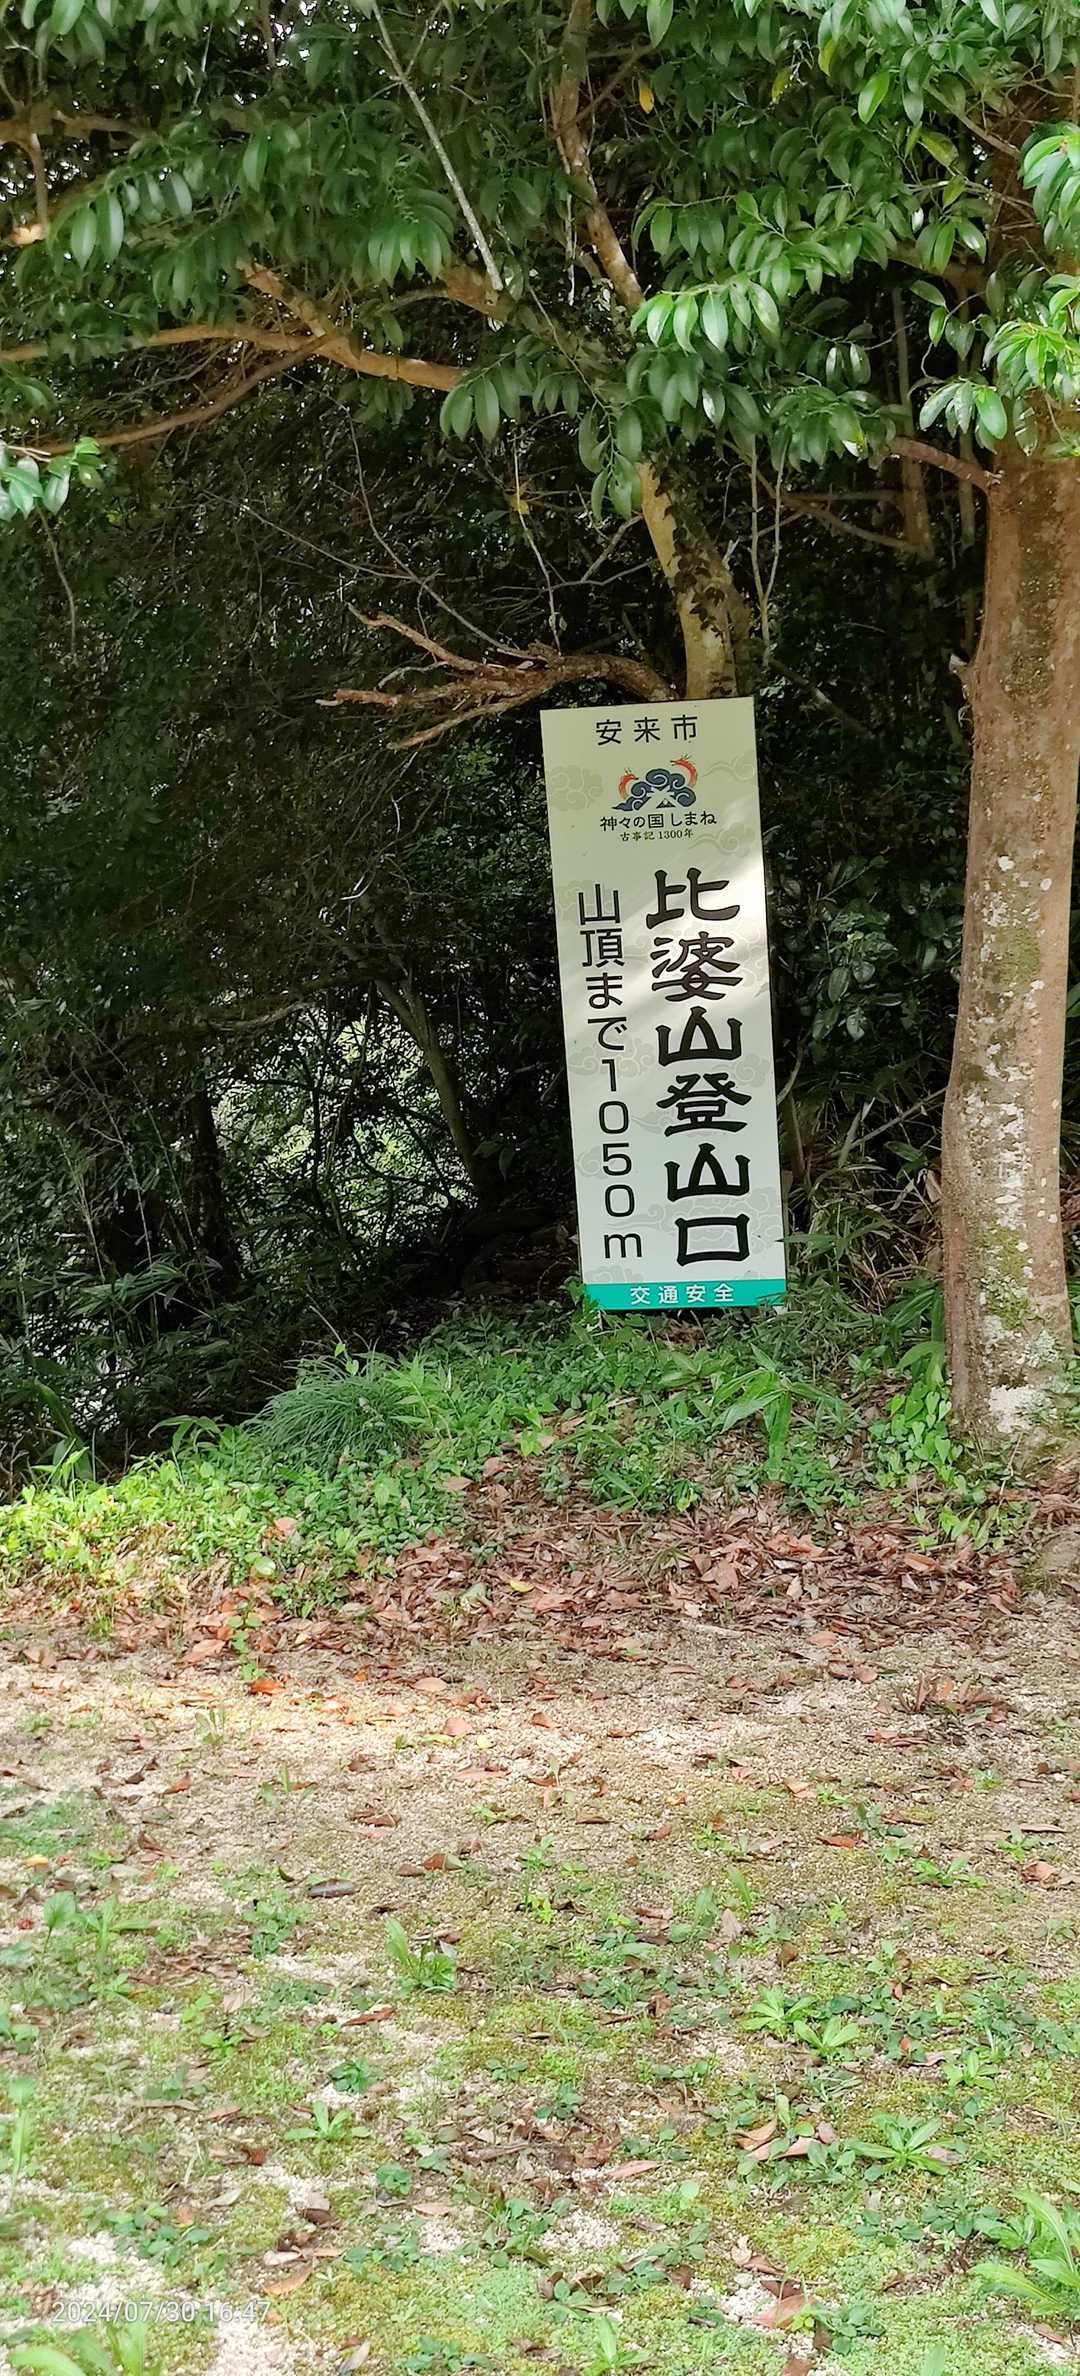 安来市
神々の国 しまね
古事記1300年
比婆山登山口
山頂まで1050m
交通安全
2024/07/30 16:47